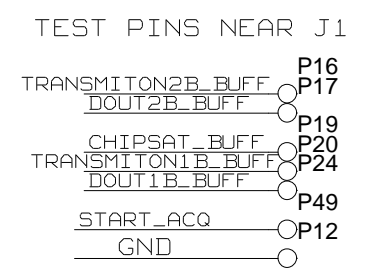 TEST PINS NEAR J1
P16
TRANSMITON2B_BUFF P17
DOUT2B_BUFF
P19
CHIPSAT_BUFF P20
TRANSMITON1B_BUFF P24
DOUT1B_BUFF
P49
START_ACQ P12
GND